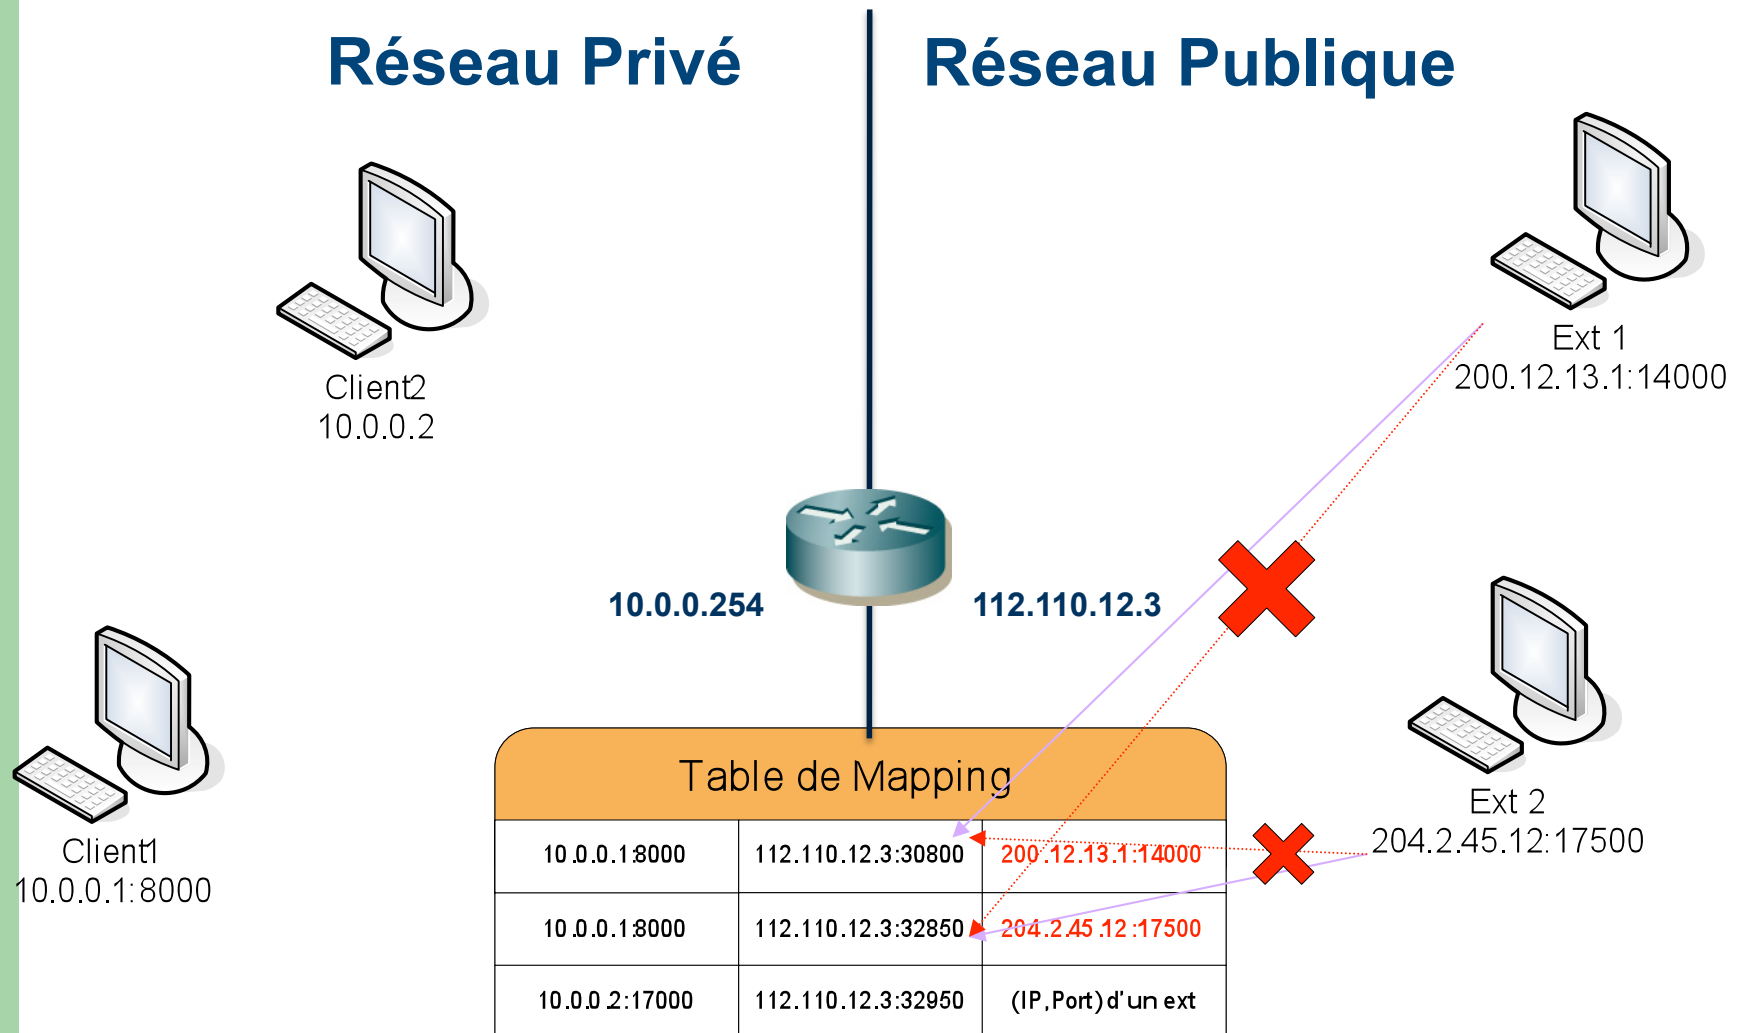 Réseau Privé
Réseau Publique
Client2
10.0.0.2
Ext 1
200.12.13.1:14000
10.0.0.254
112.110.12.3
Client1
10.0.0.1:8000
Ext 2
204.2.45.12:17500
Table de Mapping
10.0.0.1:8000 112.110.12.3:30800 200.12.13.1:14000
10.0.0.1:8000 112.110.12.3:32850 204.2.45.12:17500
10.0.0.2:17000 112.110.12.3:32950 (IP,Port) d'un ext